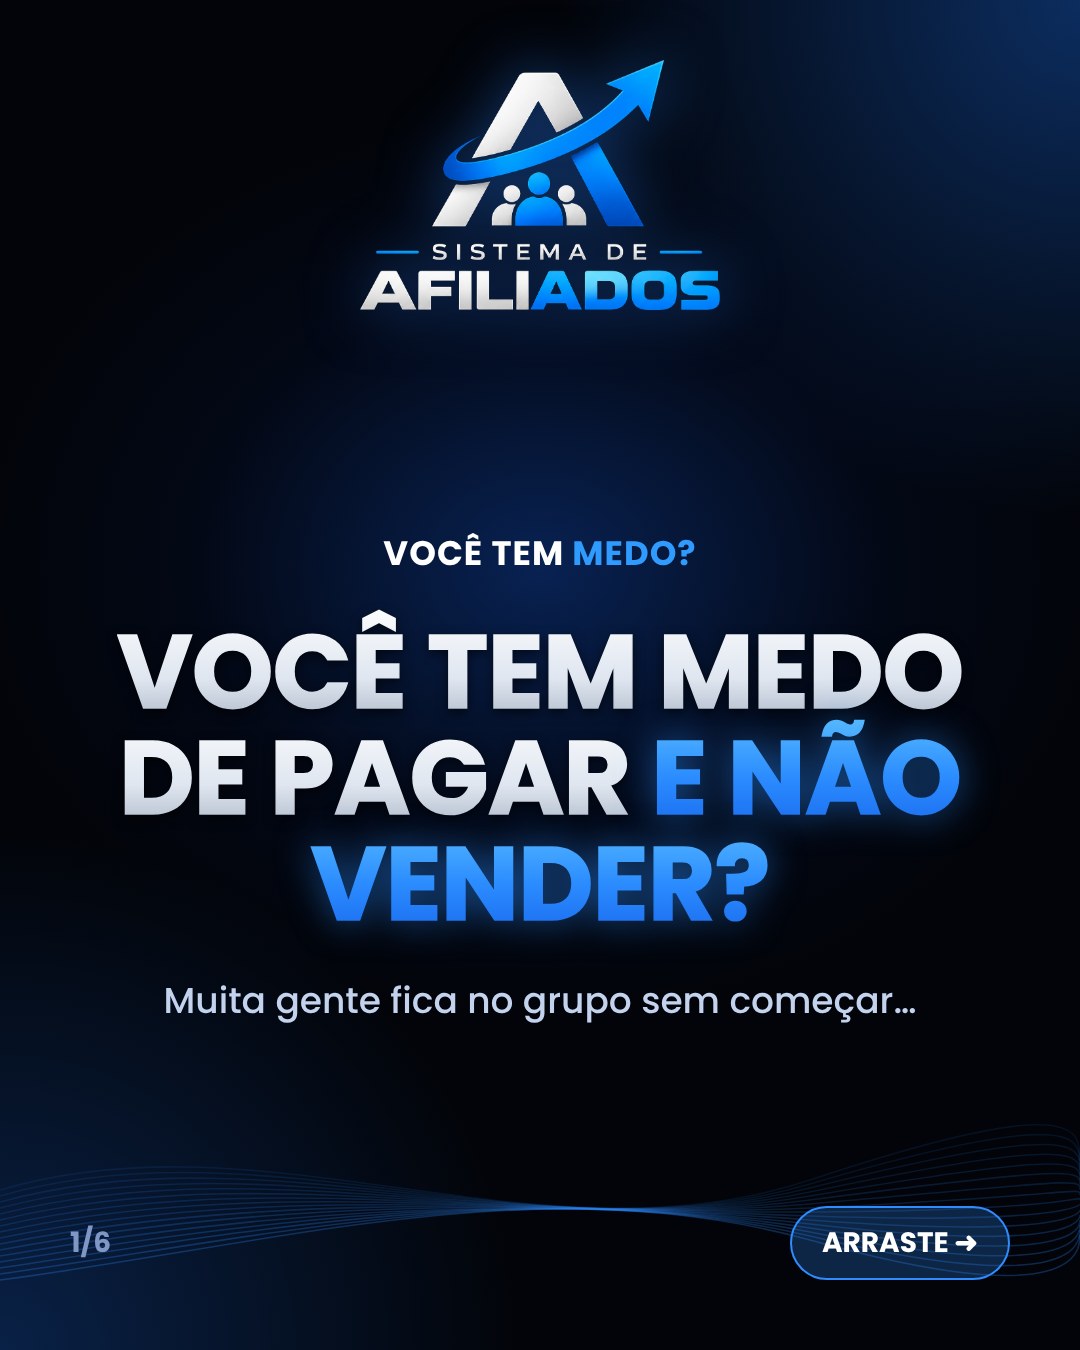 SISTEMA DE
AFILIADOS
VOCÊ TEM MEDO?
VOCÊ TEM MEDO
DE PAGAR E NÃO
VENDER?
Muita gente fica no grupo sem começar...
1/6
ARRASTE ➜